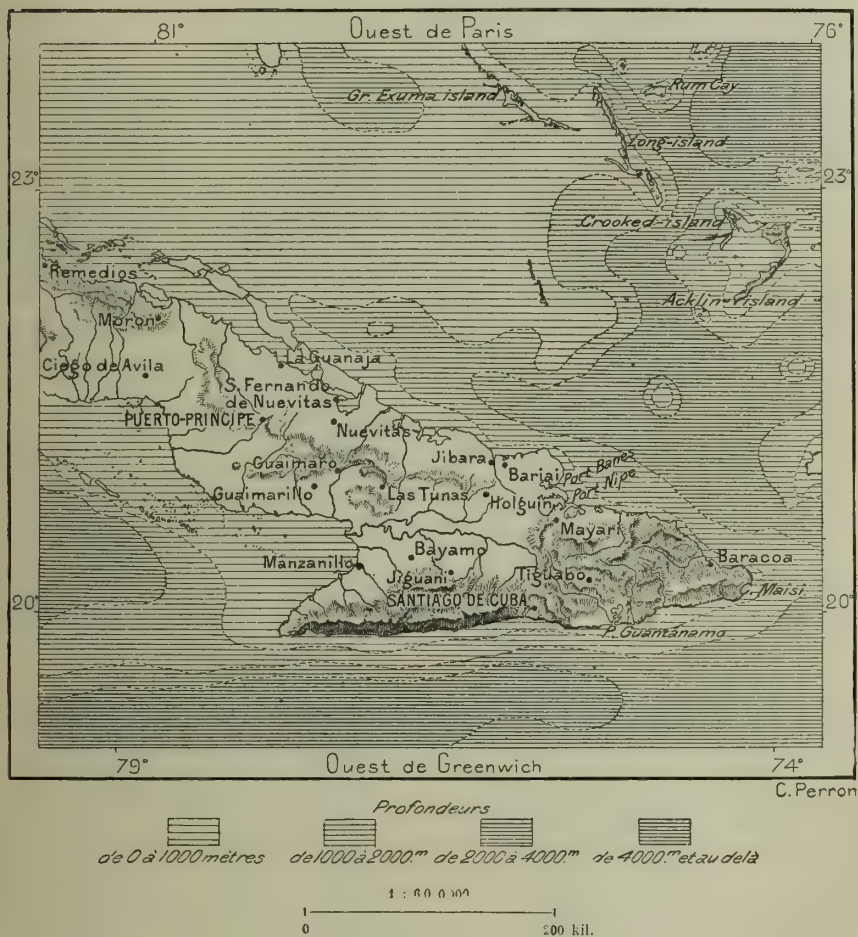 81° Ouest de Paris 76°
Gr. Exuma island
Rum Cay
Long-island
23° 23°
Crooked-island
Remedios
Acklin-island
Moron
Ciego de Avila
La Guanaja
S. Fernando
de Nuevitas
PUERTO-PRINCIPE
Nuevitas
Jibara
Bariai
Port Banes
Port Nipe
Guaimaro
Guaimarillo
Las Tunas
Holguin
Mayari
Manzanillo
Bayamo
Baracoa
Jiguani
Tiguabo
C. Maisi
SANTIAGO DE CUBA
20° 20°
P. Guantanamo
79° Ouest de Greenwich 74°
C. Perron
Profondeurs
de 0 à 1000 mètres de 1000 à 2000.m de 2000 à 4000.m de 4000.m et au delà
0 200 kil.